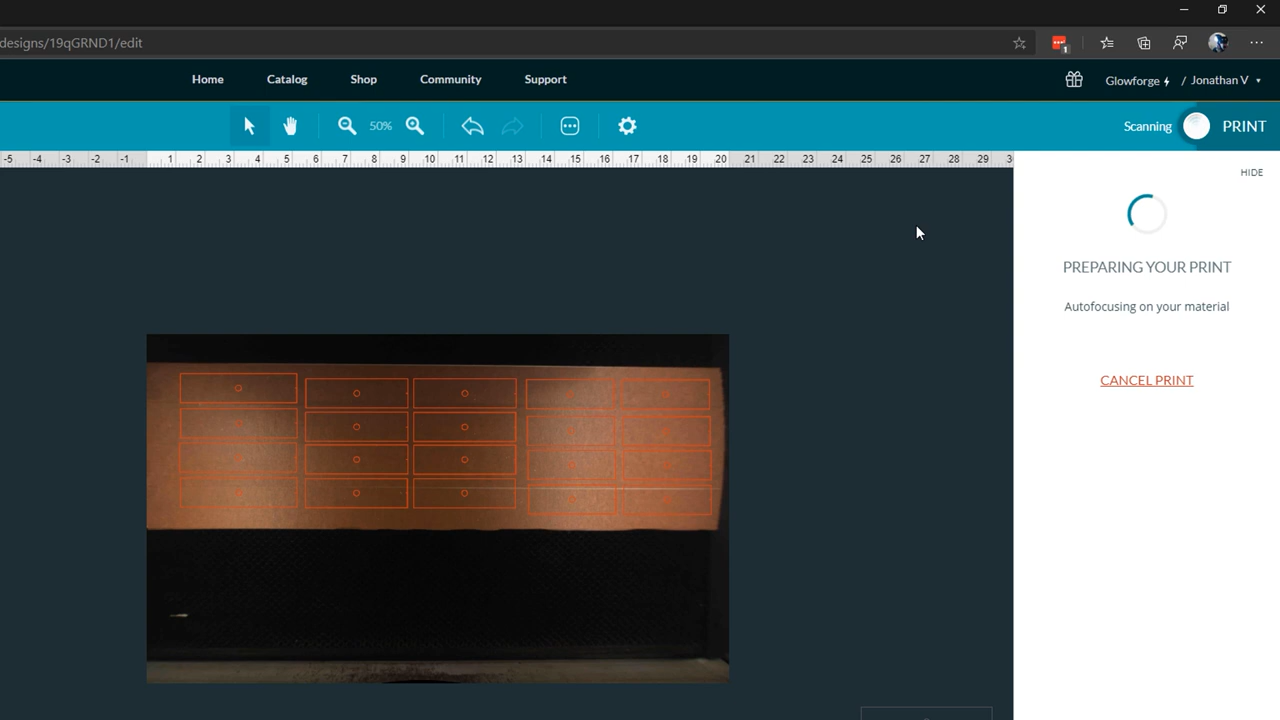 designs/19qGRND1/edit
1
Home Catalog Shop Community Support
Glowforge / Jonathan V
50%
Scanning PRINT
-5 -4 -3 -2 -1 1 2 3 4 5 6 7 8 9 10 11 12 13 14 15 16 17 18 19 20 21 22 23 24 25 26 27 28 29
HIDE
PREPARING YOUR PRINT
Autofocusing on your material
CANCEL PRINT